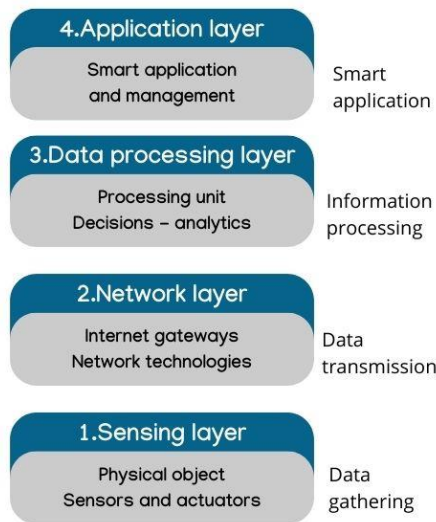 4.Application layer
Smart application
and management
Smart
application
3.Data processing layer
Processing unit
Decisions – analytics
Information
processing
2.Network layer
Internet gateways
Network technologies
Data
transmission
1.Sensing layer
Physical object
Sensors and actuators
Data
gathering